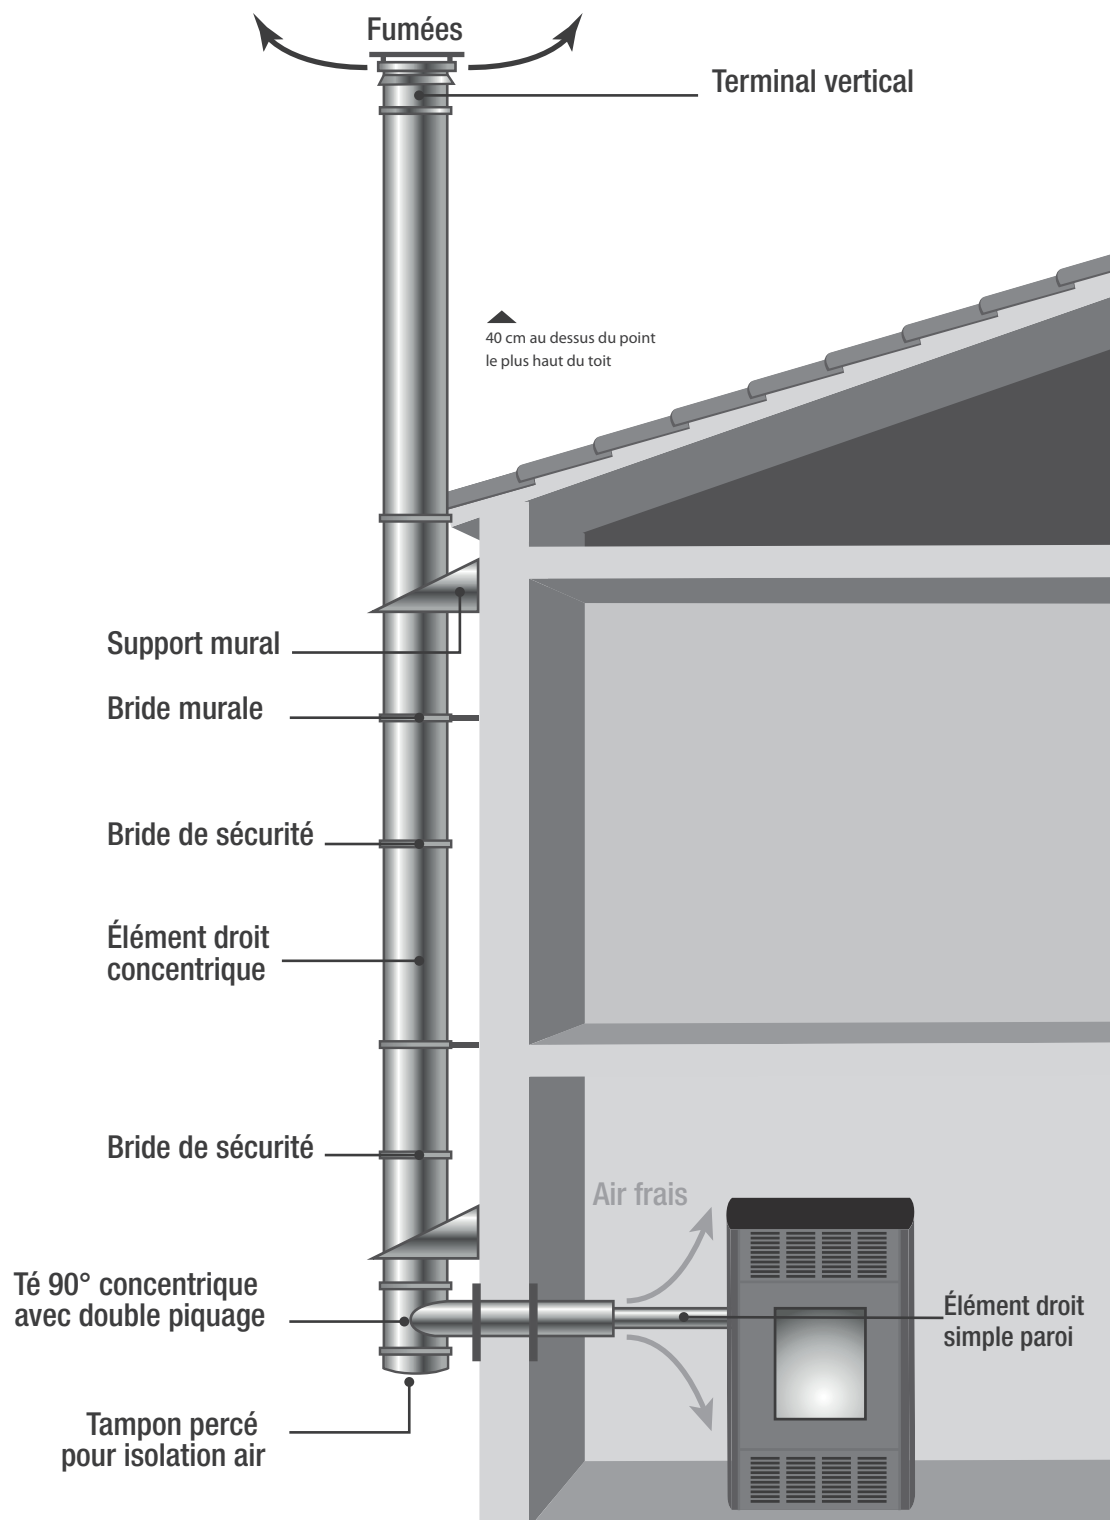 Fumées
Terminal vertical
40 cm au dessus du point
le plus haut du toit
Support mural
Bride murale
Bride de sécurité
Élément droit
concentrique
Bride de sécurité
Air frais
Té 90° concentrique
avec double piquage
Élément droit
simple paroi
Tampon percé
pour isolation air